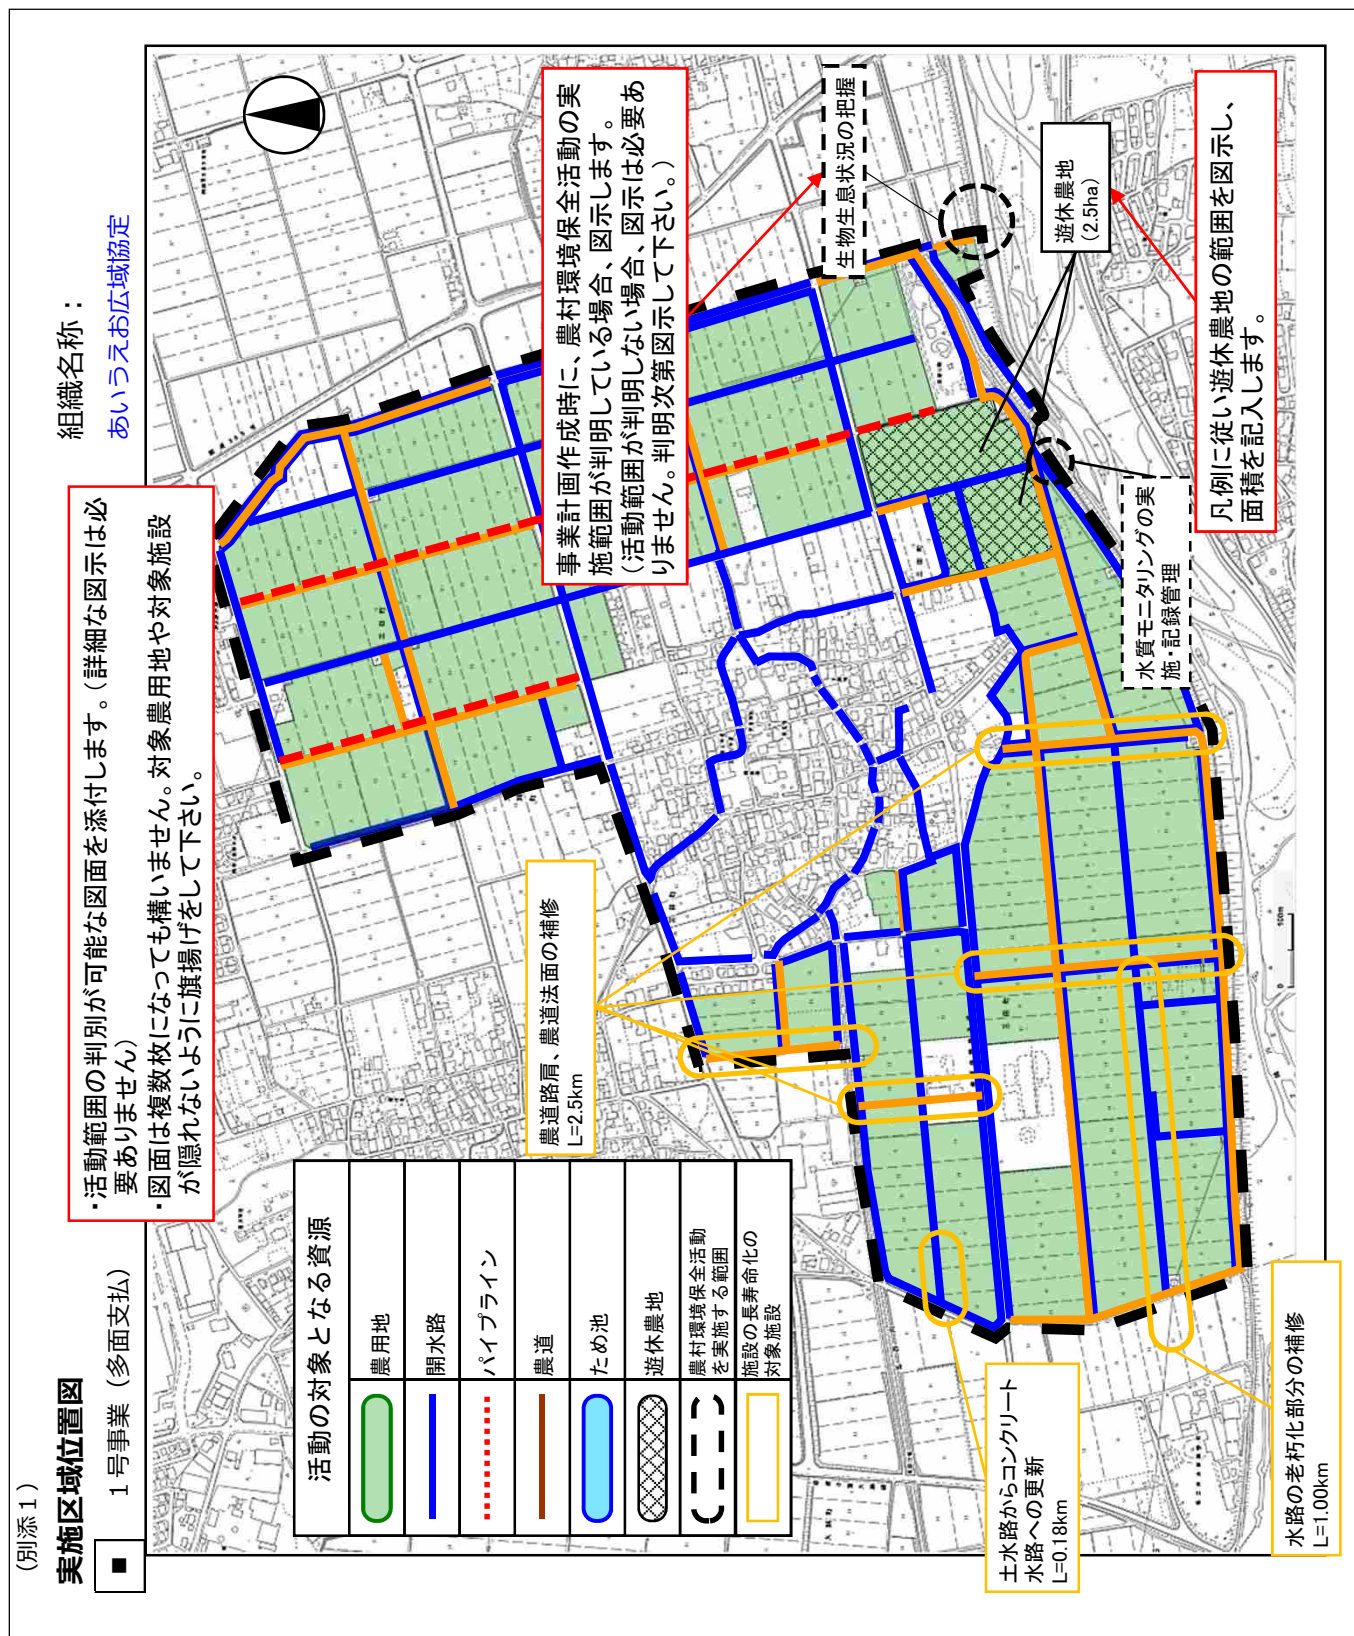 (別添１)
実施区域位置図
■
１号事業（多面支払）
組織名称：
あいうえお広域協定
・活動範囲の判別が可能な図面を添付します。（詳細な図示は必
要ありません）
・図面は複数枚になっても構いません。対象農用地や対象施設
が隠れないように旗揚げをして下さい。
事業計画作成時に、農村環境保全活動の実
施範囲が判明している場合、図示します。
（活動範囲が判明しない場合、図示は必要あ
りません。判明次第図示して下さい。）
生物生息状況の把握
遊休農地
(2.5ha)
凡例に従い遊休農地の範囲を図示し、
面積を記入します。
水質モニタリングの実
施・記録管理
農道路肩、農道法面の補修
L=2.5km
活動の対象となる資源
農用地
開水路
パイプライン
農道
ため池
遊休農地
農村環境保全活動
を実施する範囲
施設の長寿命化の
対象施設
土水路からコンクリート
水路への更新
L=0.18km
水路の老朽化部分の補修
L=1.00km
0 100m